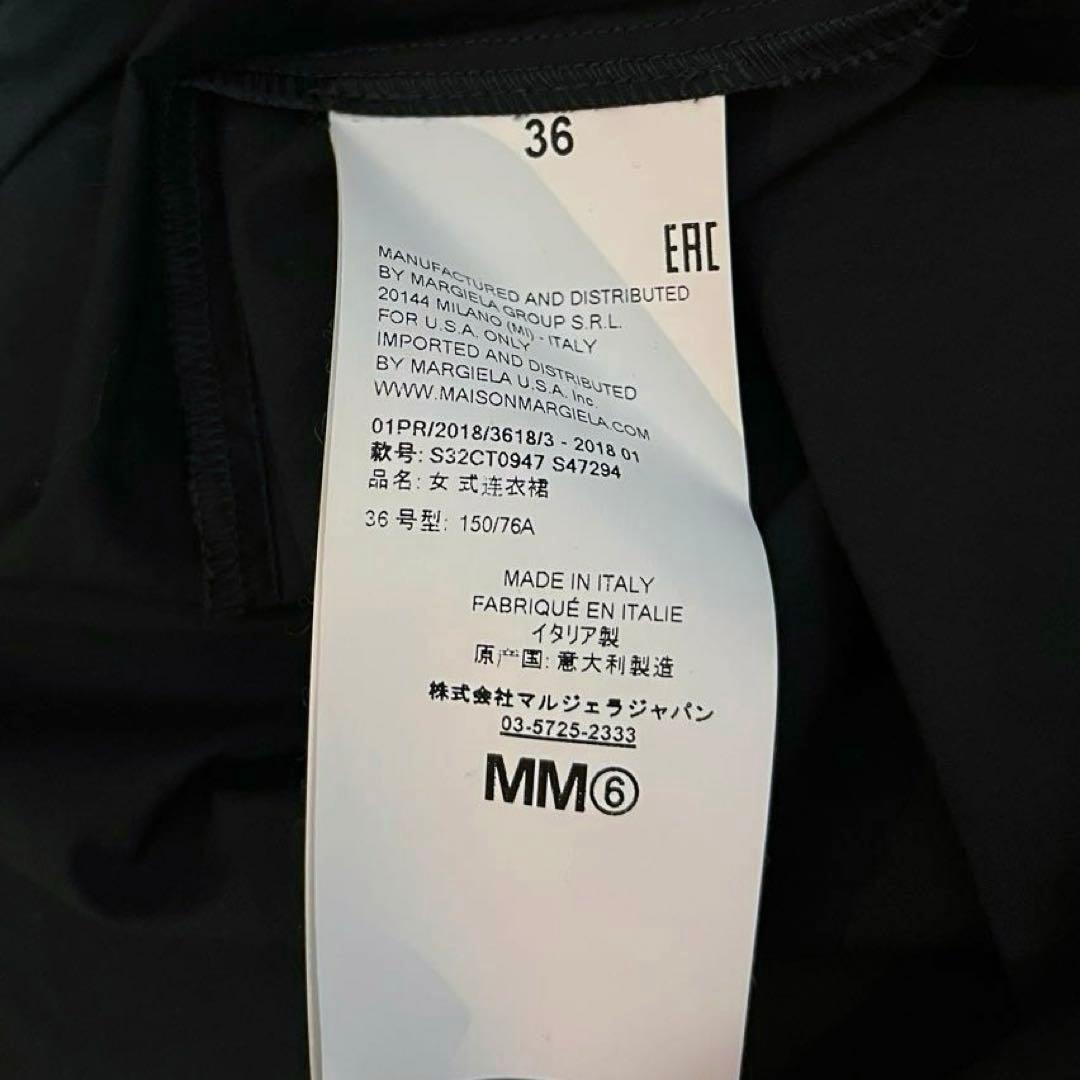 36
EAC
MANUFACTURED AND DISTRIBUTED
BY MARGIELA GROUP S.R.L.
20144 MILANO (MI) - ITALY
FOR U.S.A. ONLY
IMPORTED AND DISTRIBUTED
BY MARGIELA U.S.A. Inc.
WWW.MAISONMARGIELA.COM
01PR/2018/3618/3 - 2018 01
款号: S32CT0947 S47294
品名: 女 式连衣裙
36 号型: 150/76A
MADE IN ITALY
FABRIQUÉ EN ITALIE
イタリア製
原产国: 意大利製造
株式会社マルジェラジャパン
03-5725-2333
MM⑥